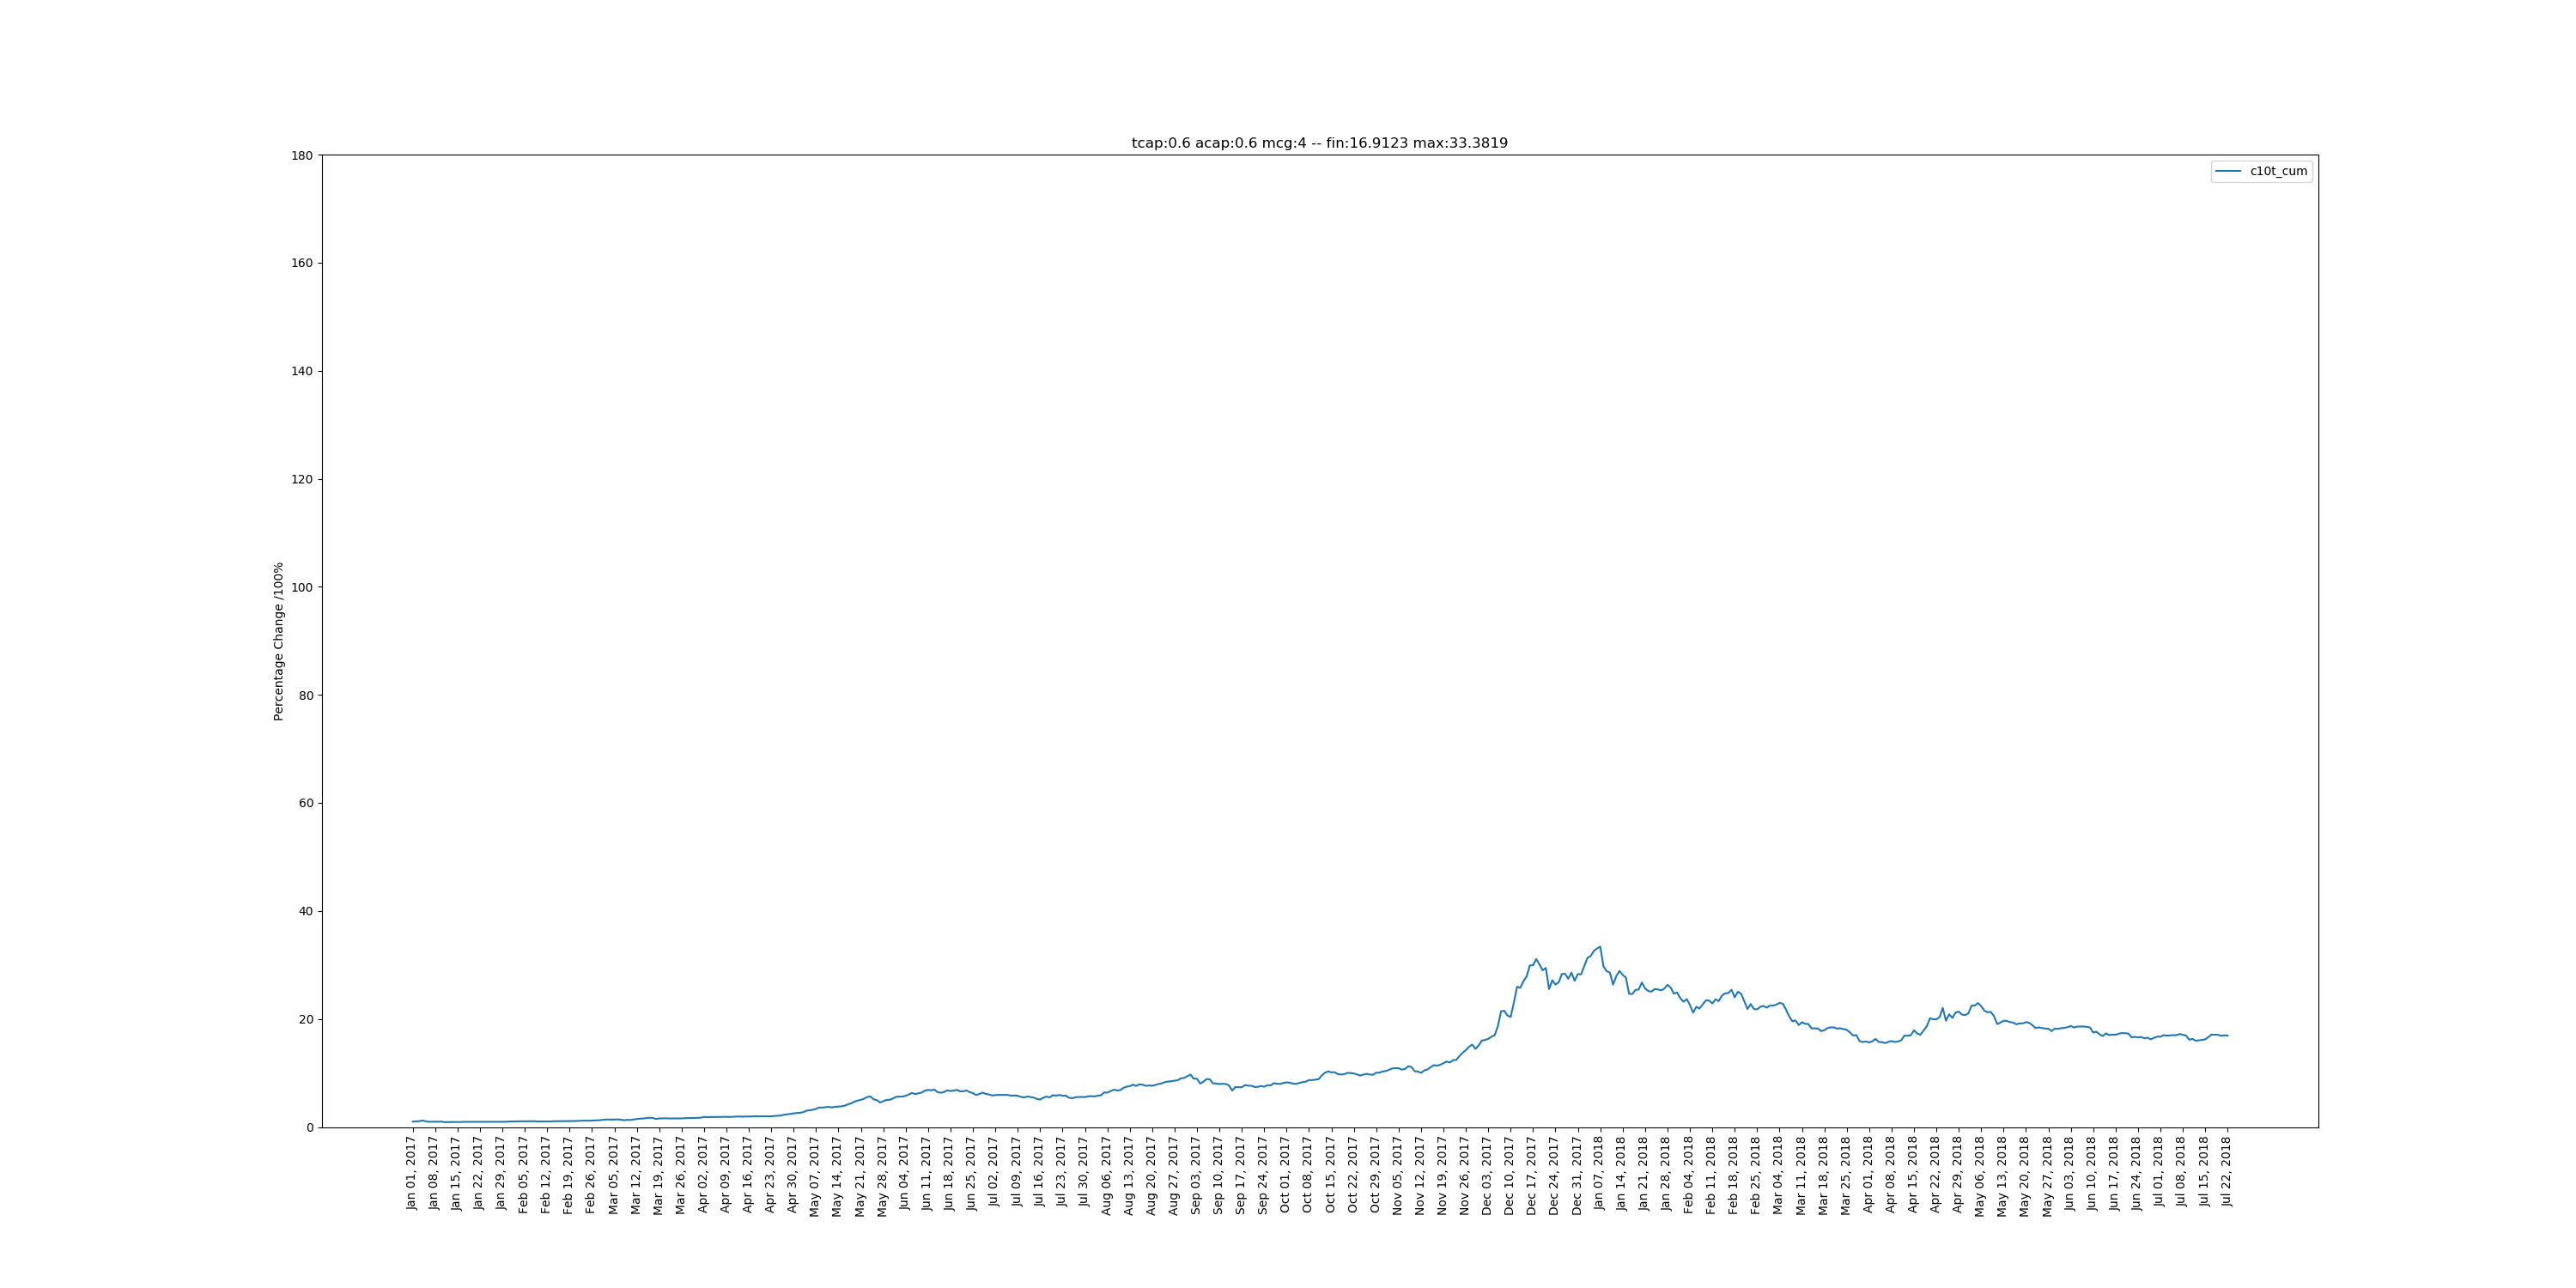 tcap:0.6 acap:0.6 mcg:4 -- fin:16.9123 max:33.3819
c10t_cum
Percentage Change /100%
180
160
140
120
100
80
60
40
20
0
Jan 01, 2017
Jan 08, 2017
Jan 15, 2017
Jan 22, 2017
Jan 29, 2017
Feb 05, 2017
Feb 12, 2017
Feb 19, 2017
Feb 26, 2017
Mar 05, 2017
Mar 12, 2017
Mar 19, 2017
Mar 26, 2017
Apr 02, 2017
Apr 09, 2017
Apr 16, 2017
Apr 23, 2017
Apr 30, 2017
May 07, 2017
May 14, 2017
May 21, 2017
May 28, 2017
Jun 04, 2017
Jun 11, 2017
Jun 18, 2017
Jun 25, 2017
Jul 02, 2017
Jul 09, 2017
Jul 16, 2017
Jul 23, 2017
Jul 30, 2017
Aug 06, 2017
Aug 13, 2017
Aug 20, 2017
Aug 27, 2017
Sep 03, 2017
Sep 10, 2017
Sep 17, 2017
Sep 24, 2017
Oct 01, 2017
Oct 08, 2017
Oct 15, 2017
Oct 22, 2017
Oct 29, 2017
Nov 05, 2017
Nov 12, 2017
Nov 19, 2017
Nov 26, 2017
Dec 03, 2017
Dec 10, 2017
Dec 17, 2017
Dec 24, 2017
Dec 31, 2017
Jan 07, 2018
Jan 14, 2018
Jan 21, 2018
Jan 28, 2018
Feb 04, 2018
Feb 11, 2018
Feb 18, 2018
Feb 25, 2018
Mar 04, 2018
Mar 11, 2018
Mar 18, 2018
Mar 25, 2018
Apr 01, 2018
Apr 08, 2018
Apr 15, 2018
Apr 22, 2018
Apr 29, 2018
May 06, 2018
May 13, 2018
May 20, 2018
May 27, 2018
Jun 03, 2018
Jun 10, 2018
Jun 17, 2018
Jun 24, 2018
Jul 01, 2018
Jul 08, 2018
Jul 15, 2018
Jul 22, 2018